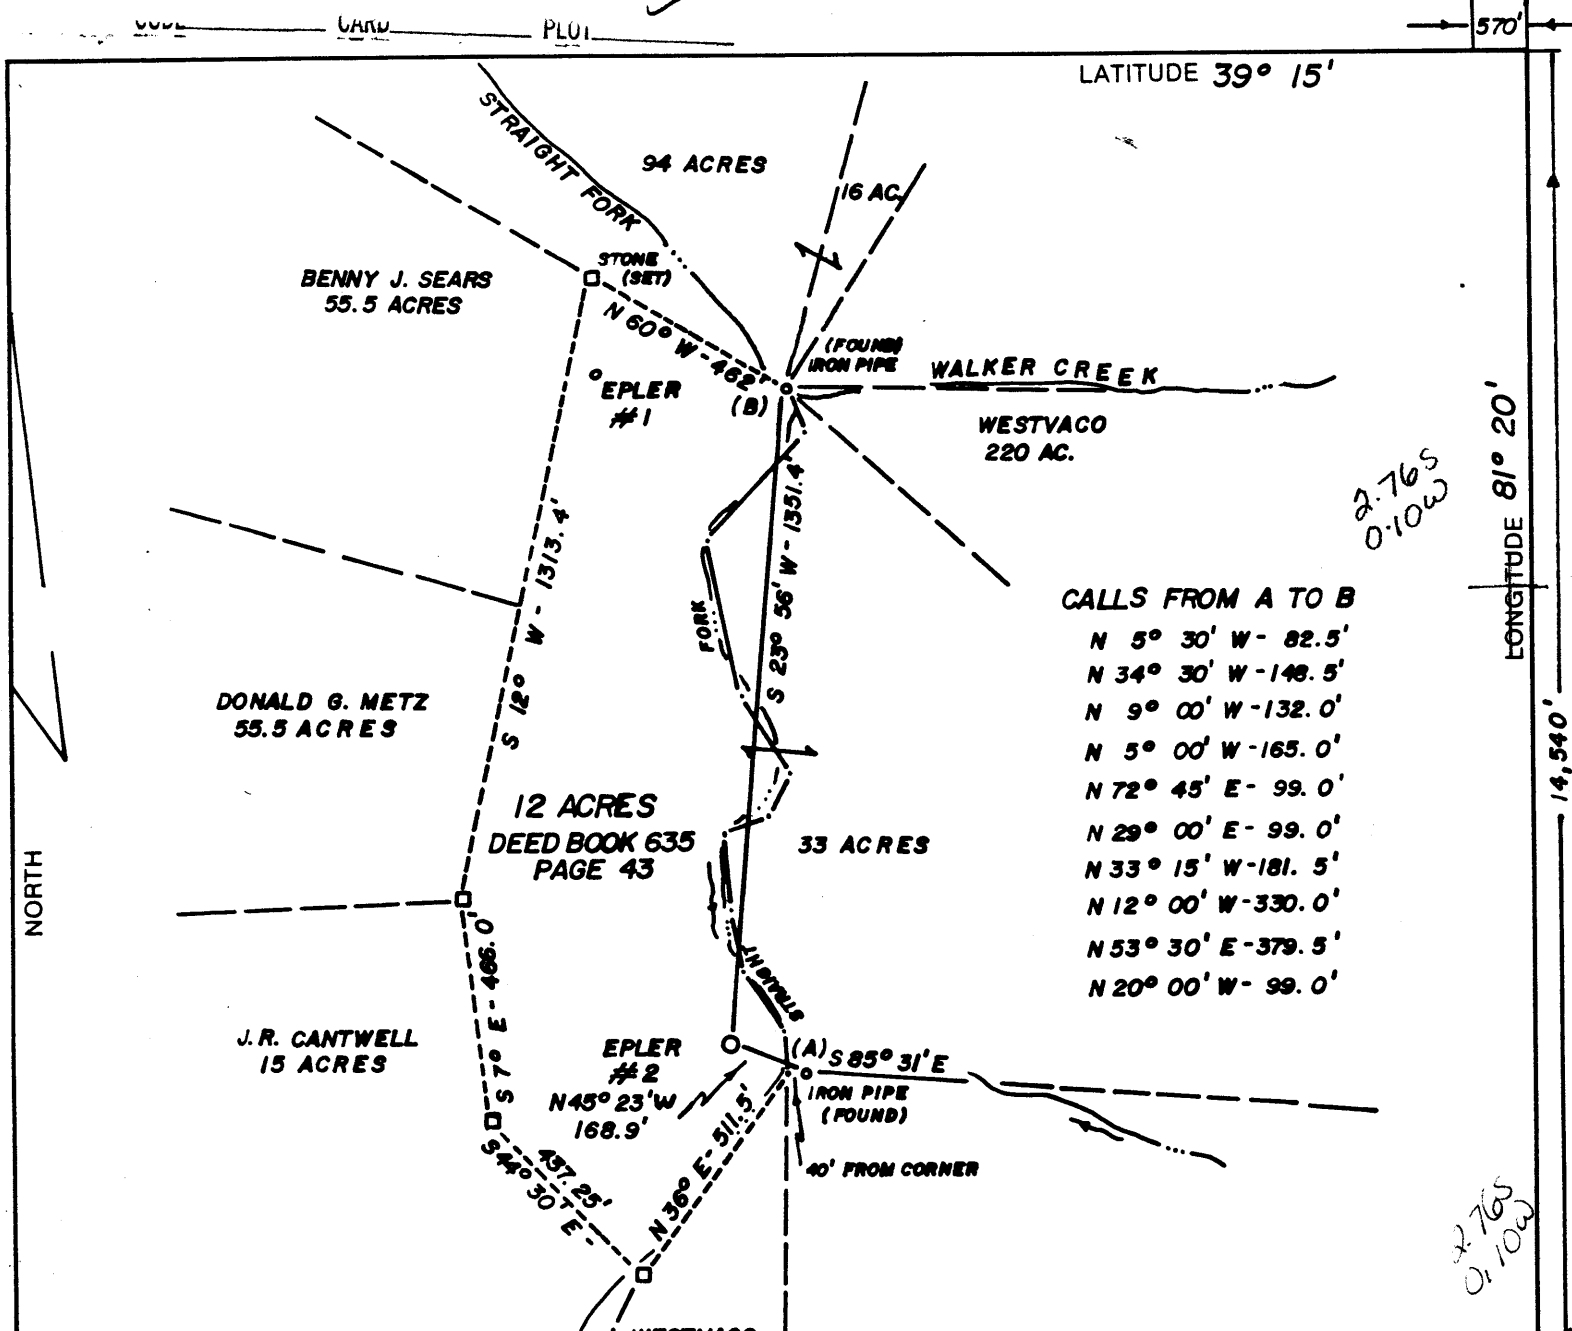 CARD PLOT
570'
LATITUDE 39° 15'
STRAIGHT FORK
94 ACRES
16 AC.
STONE
(SET)
BENNY J. SEARS
55.5 ACRES
N 60° W - 462'
(FOUND)
IRON PIPE
WALKER CREEK
EPLER
#1
(B)
WESTVACO
220 AC.
LONGITUDE 81° 20'
2.76S
0.10W
S 12° W - 1313.4'
S 23° 56' W - 1351.4'
FORK
CALLS FROM A TO B
N 5° 30' W - 82.5'
N 34° 30' W - 148.5'
N 9° 00' W - 132.0'
N 5° 00' W - 165.0'
N 72° 45' E - 99.0'
N 29° 00' E - 99.0'
N 33° 15' W - 181.5'
N 12° 00' W - 330.0'
N 53° 30' E - 379.5'
N 20° 00' W - 99.0'
14,540'
DONALD G. METZ
55.5 ACRES
12 ACRES
DEED BOOK 635
PAGE 43
33 ACRES
NORTH
S 7° E - 466.0'
STRAIGHT
J.R. CANTWELL
15 ACRES
EPLER
#2
N 45° 23' W
168.9'
(A)
S 85° 31' E
IRON PIPE
(FOUND)
40' FROM CORNER
437.25'
S 44° 30' E -
N 36° E - 511.5'
2.76S
0.10W
WESTVACO